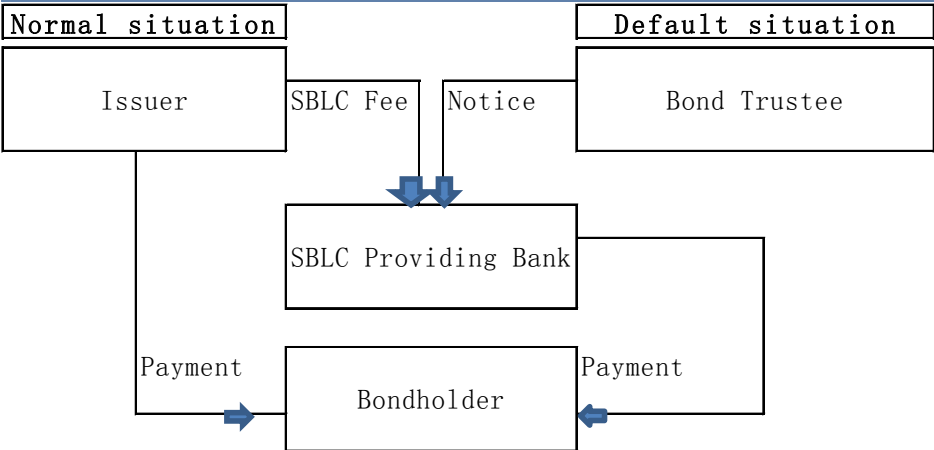 Normal situation
Default situation
Issuer
SBLC Fee
Notice
Bond Trustee
SBLC Providing Bank
Payment
Payment
Bondholder